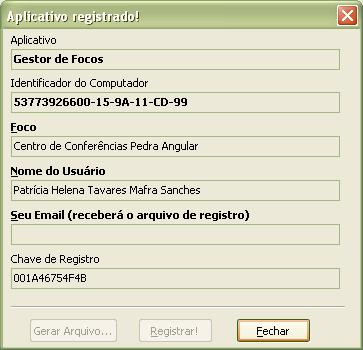 Aplicativo registrado!
Aplicativo
Gestor de Focos
Identificador do Computador
53773926600-15-9A-11-CD-99
Foco
Centro de Conferências Pedra Angular
Nome do Usuário
Patrícia Helena Tavares Mafra Sanches
Seu Email (receberá o arquivo de registro)
Chave de Registro
001A46754F4B
Gerar Arquivo... Registrar! Fechar